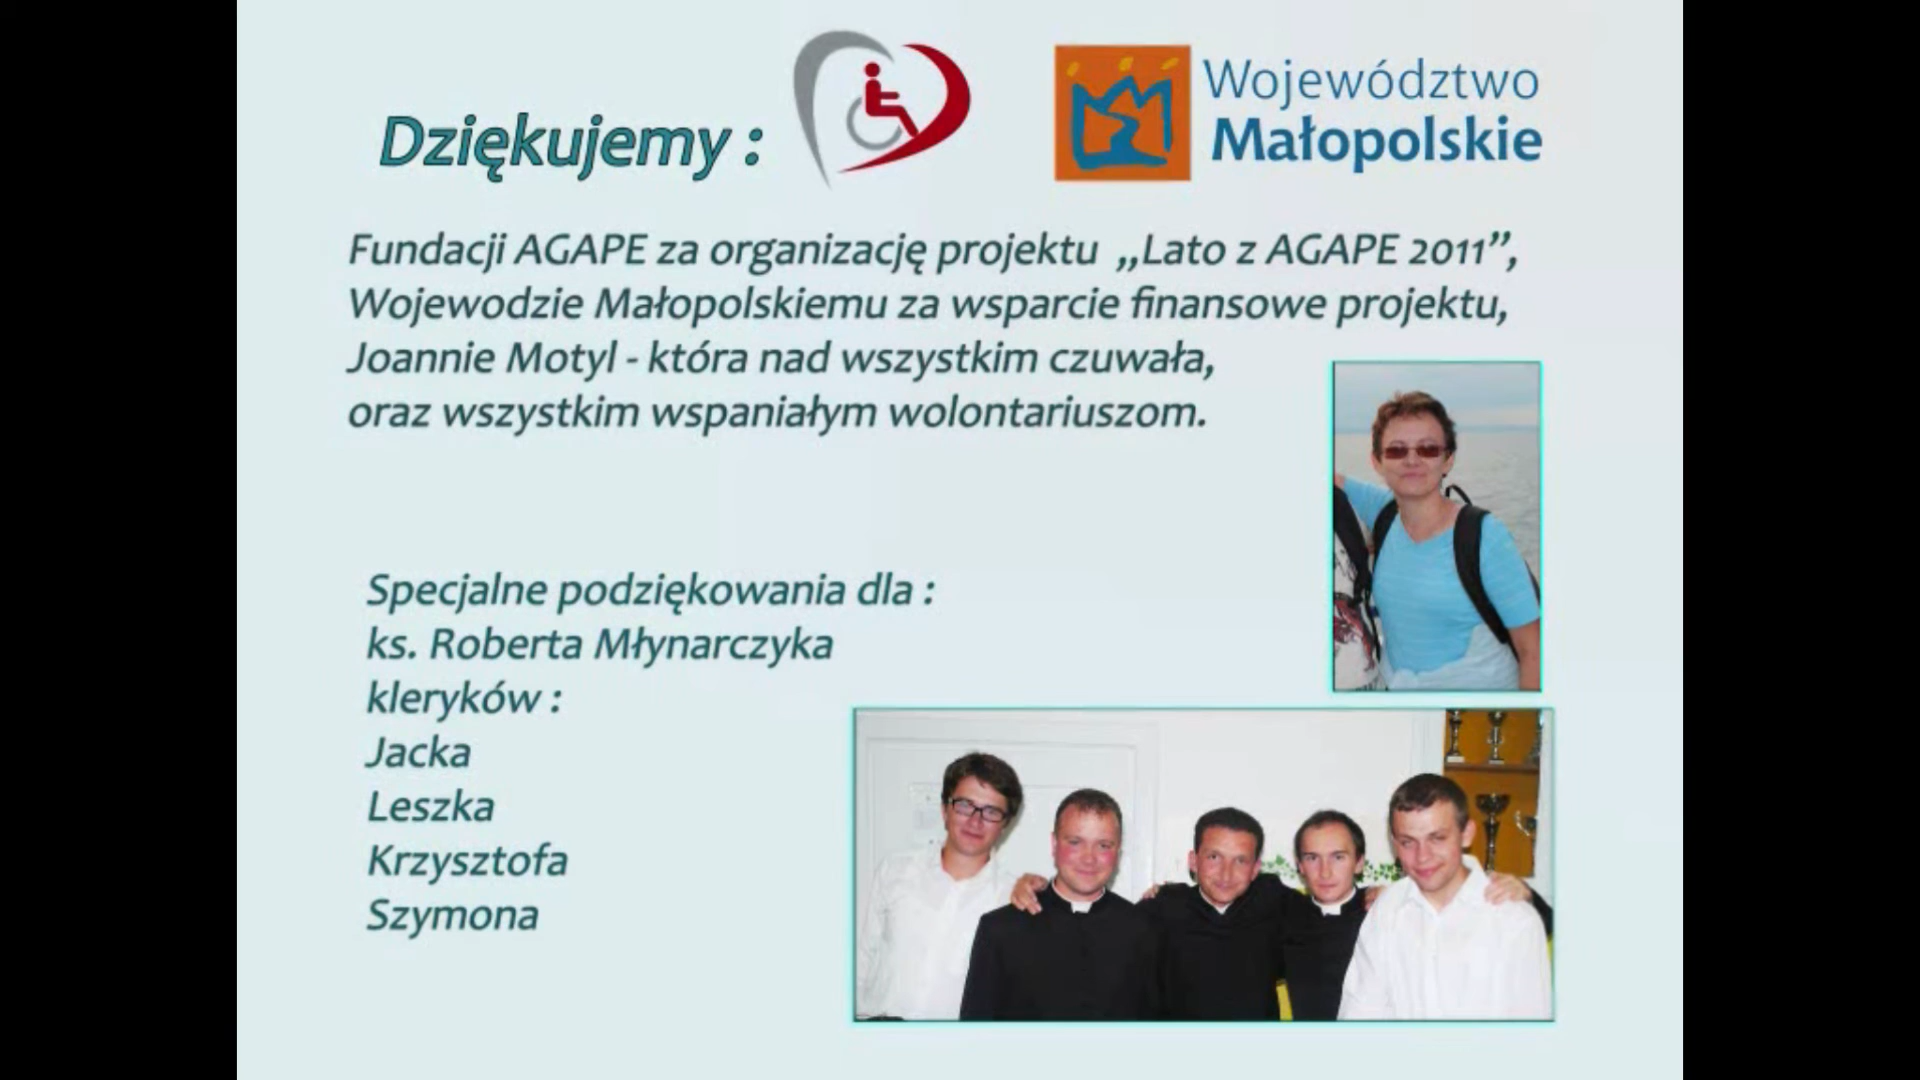 Dziękujemy :
Województwo
Małopolskie
Fundacji AGAPE za organizację projektu ,,Lato z AGAPE 2011”,
Wojewodzie Małopolskiemu za wsparcie finansowe projektu,
Joannie Motyl - która nad wszystkim czuwała,
oraz wszystkim wspaniałym wolontariuszom.
Specjalne podziękowania dla :
ks. Roberta Młynarczyka
kleryków :
Jacka
Leszka
Krzysztofa
Szymona